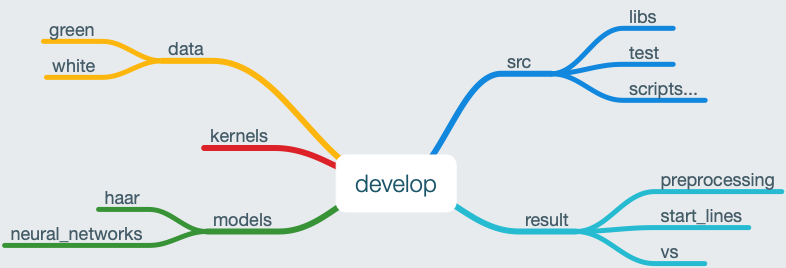 green
white
data
kernels
haar
neural_networks
models
develop
src
libs
test
scripts...
result
preprocessing
start_lines
vs